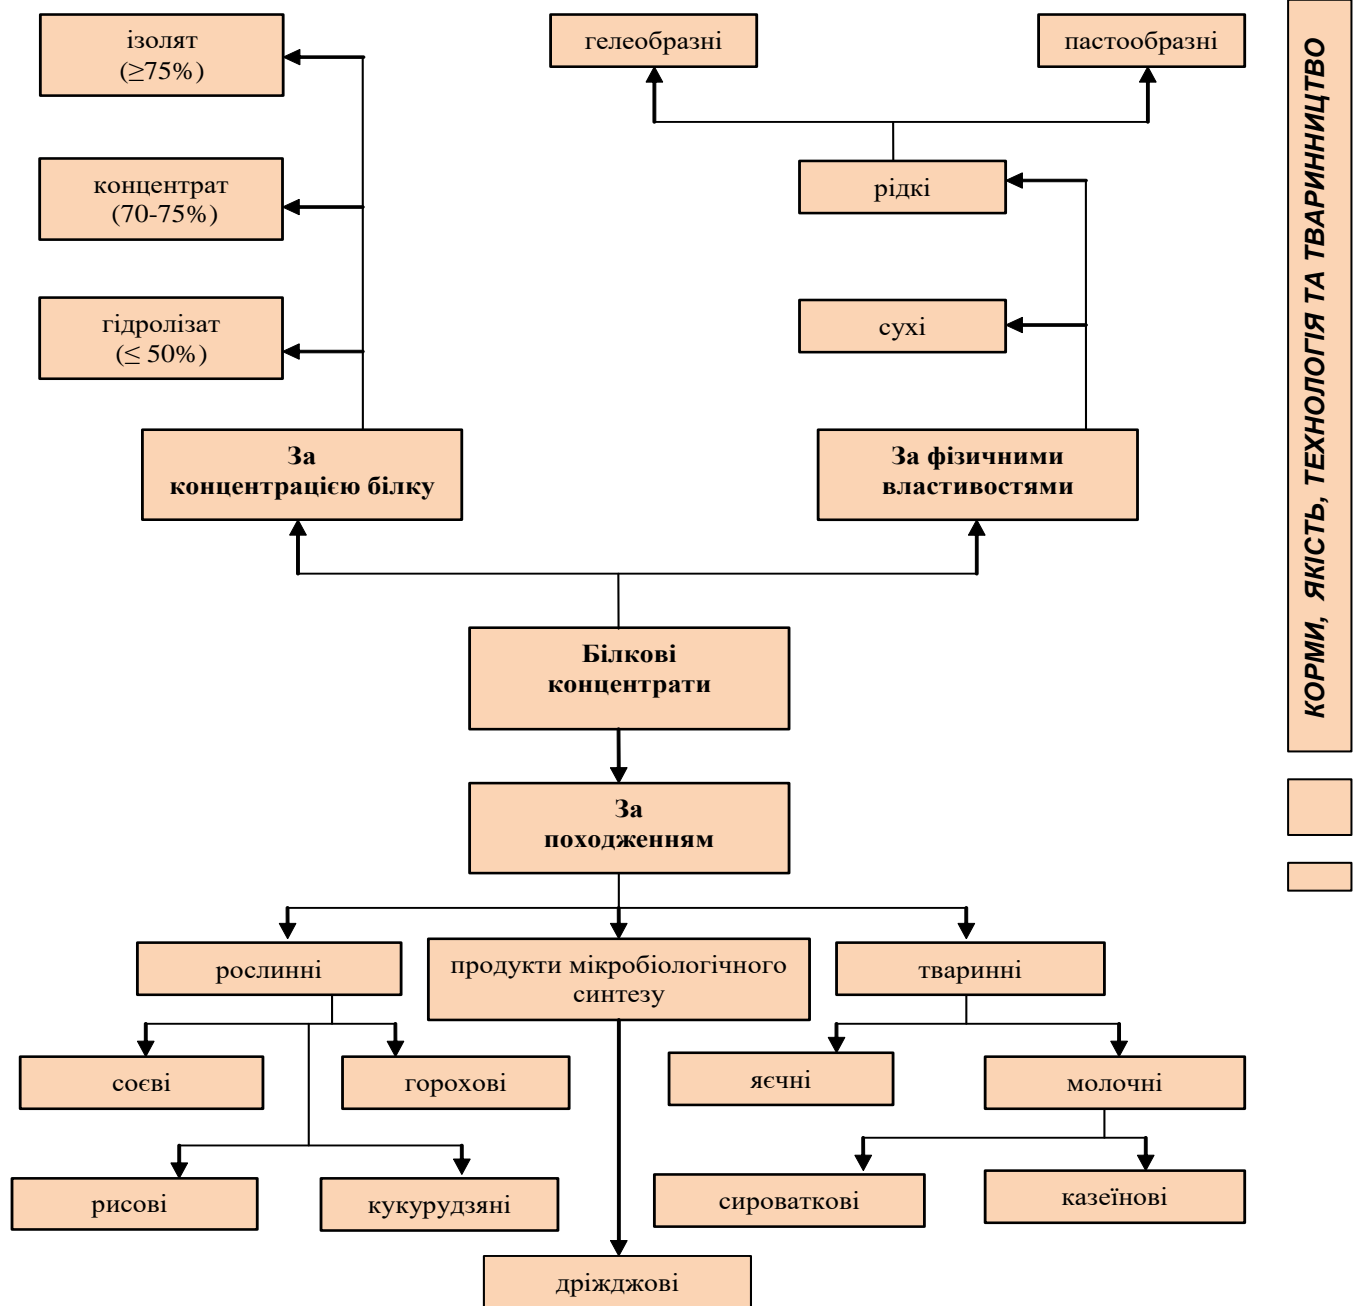 ізолят
(≥75%)
гелеобразні
пастообразні
концентрат
(70-75%)
рідкі
гідролізат
(≤ 50%)
сухі
За
концентрацією білку
За фізичними
властивостями
Білкові
концентрати
За
походженням
рослинні
продукти мікробіологічного
синтезу
тваринні
соєві
горохові
яєчні
молочні
рисові
кукурудзяні
сироваткові
казеїнові
дріжджові
КОРМИ, ЯКІСТЬ, ТЕХНОЛОГІЯ ТА ТВАРИННИЦТВО